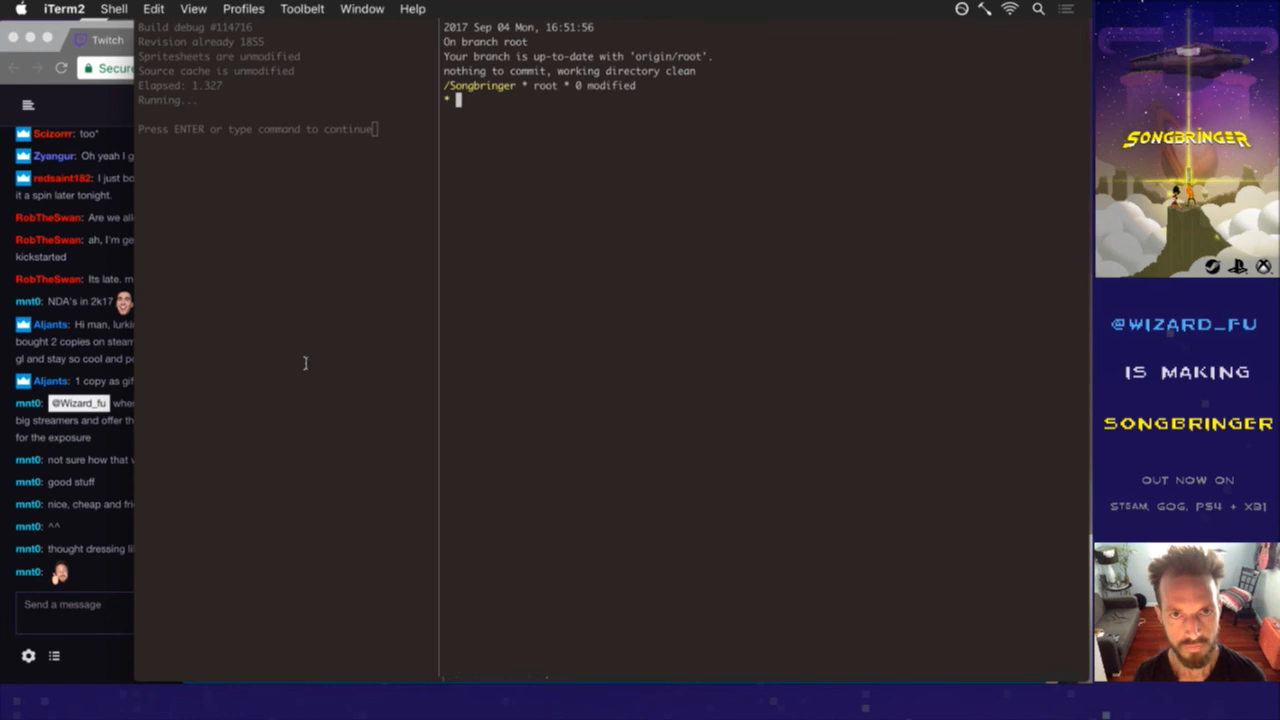 iTerm2 Shell Edit View Profiles Toolbelt Window Help
Twitch
Secure
Scizorrr: too*
Zyangur: Oh yeah I g
redsaint182: I just bo
it a spin later tonight.
RobTheSwan: Are we all
RobTheSwan: ah, I'm ge
kickstarted
RobTheSwan: Its late. m
mnt0: NDA's in 2k17
Aljants: Hi man, lurki
bought 2 copies on steam
gl and stay so cool and po
Aljants: 1 copy as gif
mnt0: @Wizard_fu whe
big streamers and offer th
for the exposure
mnt0: not sure how that v
mnt0: good stuff
mnt0: nice, cheap and frie
mnt0: ^^
mnt0: thought dressing li
mnt0:
Send a message
Build debug #114716
Revision already 1855
Spritesheets are unmodified
Source cache is unmodified
Elapsed: 1.327
Running...
Press ENTER or type command to continue
2017 Sep 04 Mon, 16:51:56
On branch root
Your branch is up-to-date with 'origin/root'.
nothing to commit, working directory clean
/Songbringer * root * 0 modified
*
SONGBRINGER
@WIZARD_FU
IS MAKING
SONGBRINGER
OUT NOW ON
STEAM, GOG, PS4 + XB1